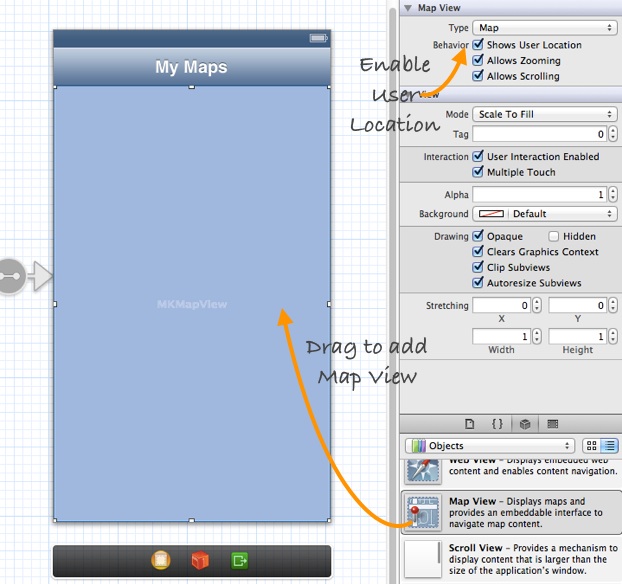 My Maps
MKMapView
Enable
User
Location
Drag to add
Map View
Map View
Type Map
Behavior Shows User Location
Allows Zooming
Allows Scrolling
View
Mode Scale To Fill
Tag 0
Interaction User Interaction Enabled
Multiple Touch
Alpha 1
Background Default
Drawing Opaque Hidden
Clears Graphics Context
Clip Subviews
Autoresize Subviews
Stretching 0 0
X Y
1 1
Width Height
{ }
Objects
Web View - Displays embedded web
content and enables content navigation.
Map View - Displays maps and
provides an embeddable interface to
navigate map content.
Scroll View - Provides a mechanism to
display content that is larger than the
size of the application's window.